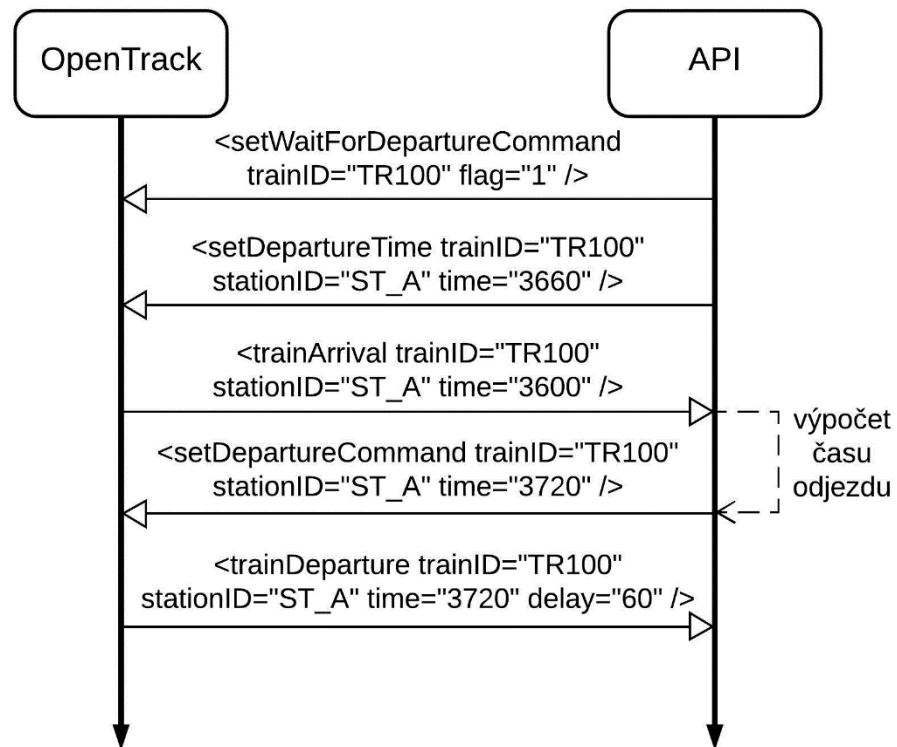 OpenTrack
API
<setWaitForDepartureCommand
trainID="TR100" flag="1" />
<setDepartureTime trainID="TR100"
stationID="ST_A" time="3660" />
<trainArrival trainID="TR100"
stationID="ST_A" time="3600" />
výpočet
času
odjezdu
<setDepartureCommand trainID="TR100"
stationID="ST_A" time="3720" />
<trainDeparture trainID="TR100"
stationID="ST_A" time="3720" delay="60" />